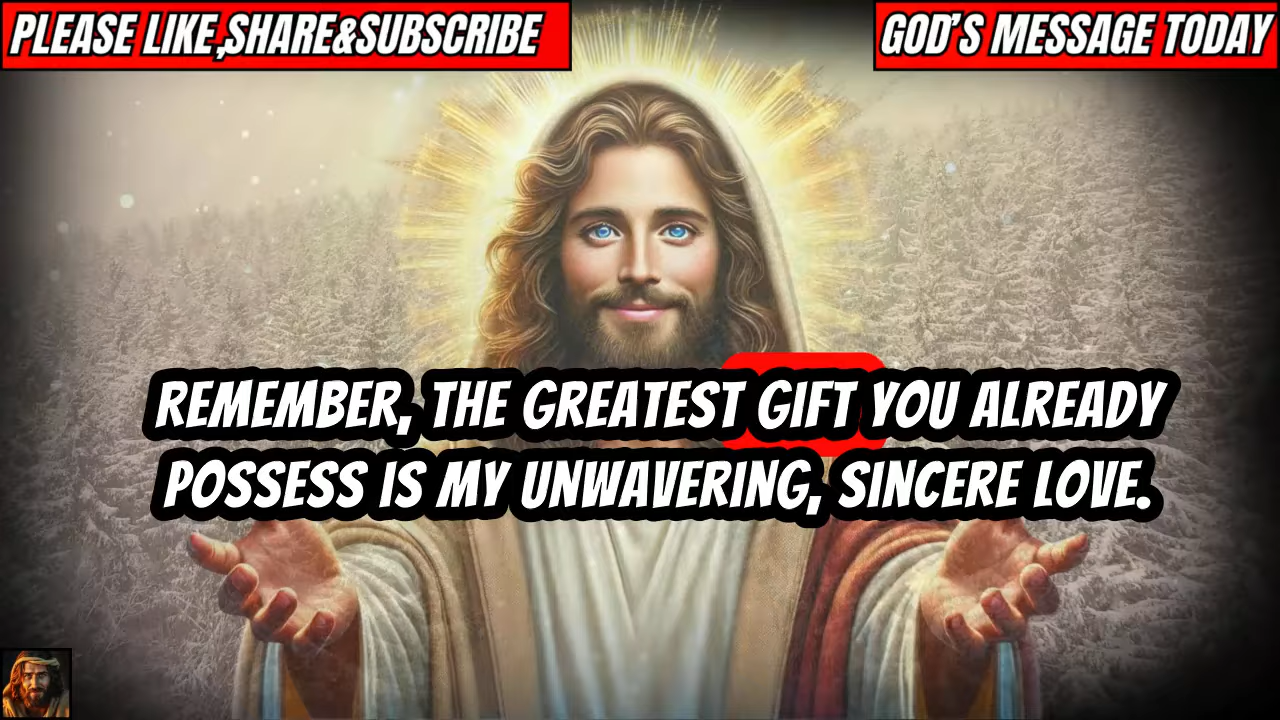 PLEASE LIKE,SHARE&SUBSCRIBE
GOD'S MESSAGE TODAY
REMEMBER, THE GREATEST GIFT YOU ALREADY
POSSESS IS MY UNWAVERING, SINCERE LOVE.